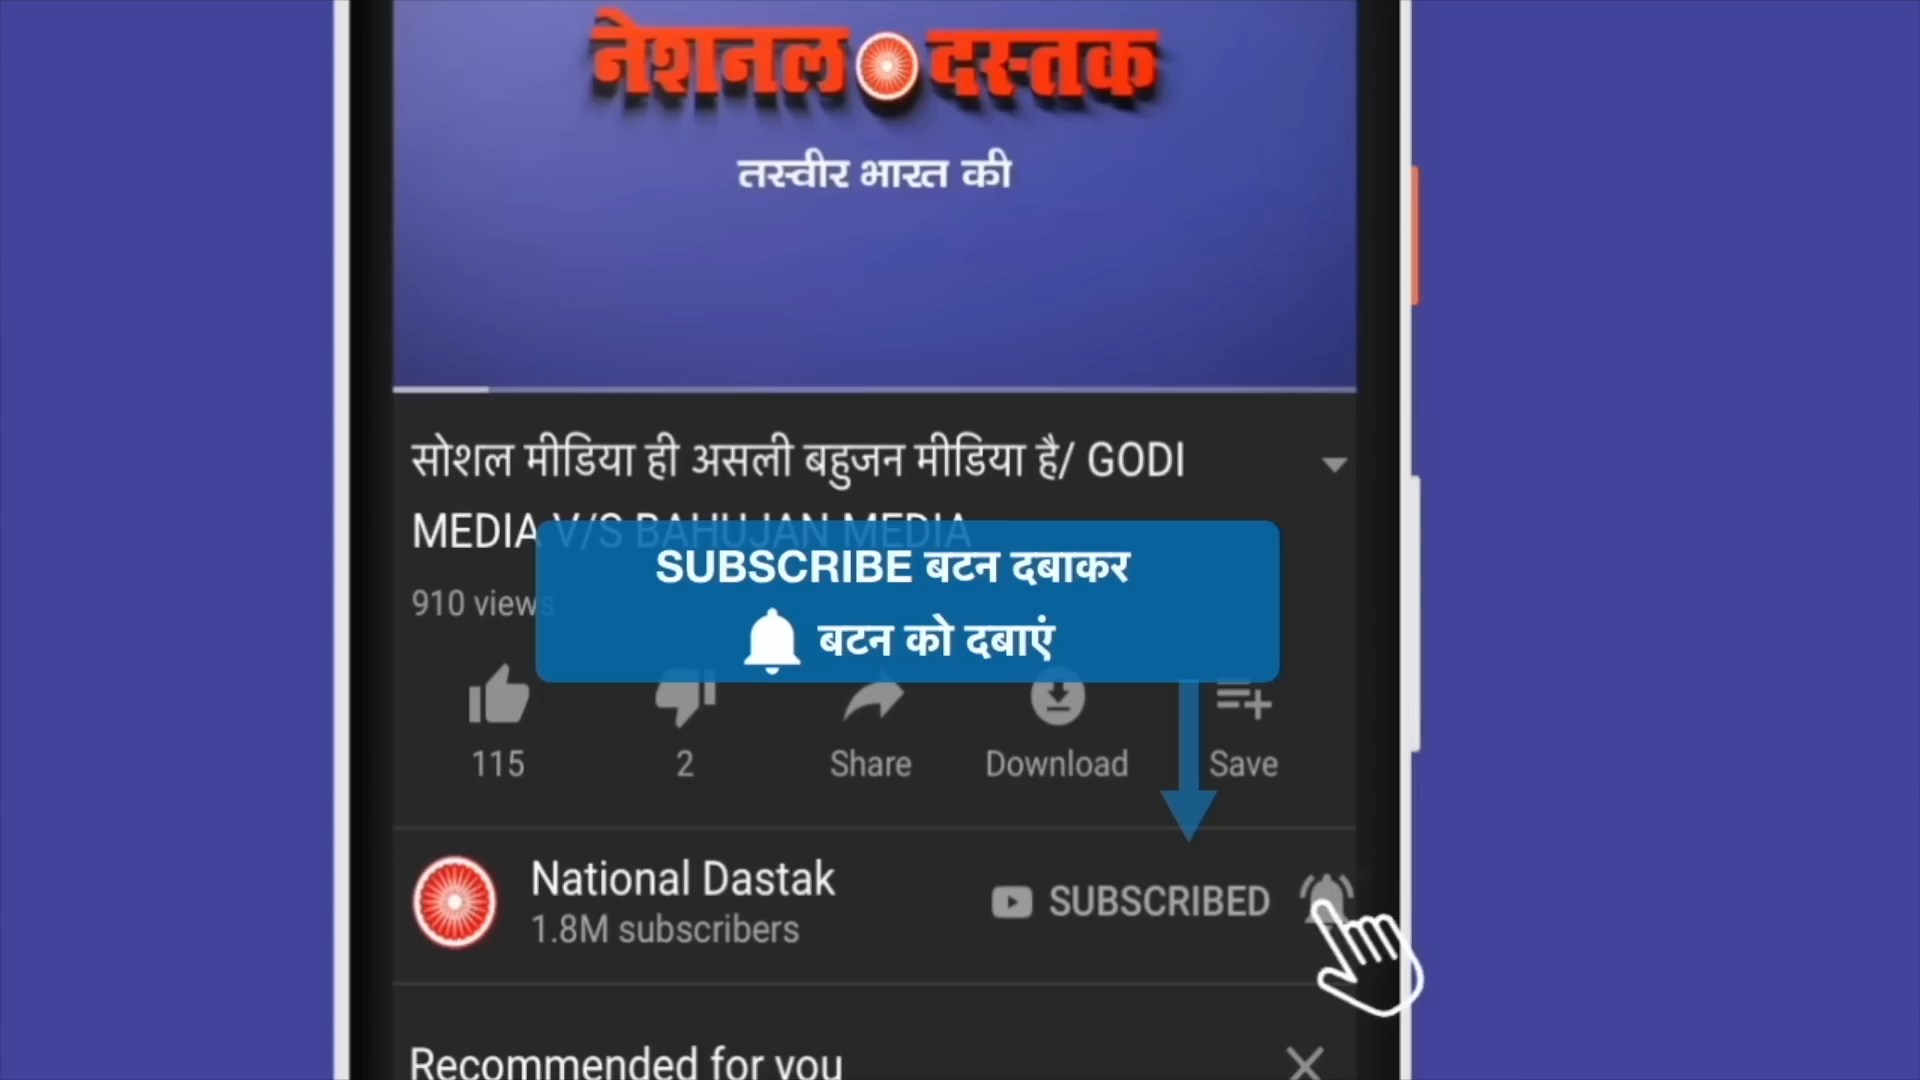 नेशनल दस्तक
तस्वीर भारत की
सोशल मीडिया ही असली बहुजन मीडिया है/ GODI
MEDIA V/S BAHUJAN MEDIA
910 views
SUBSCRIBE बटन दबाकर
बटन को दबाएं
115
2
Share
Download
Save
National Dastak
1.8M subscribers
SUBSCRIBED
Recommended for you